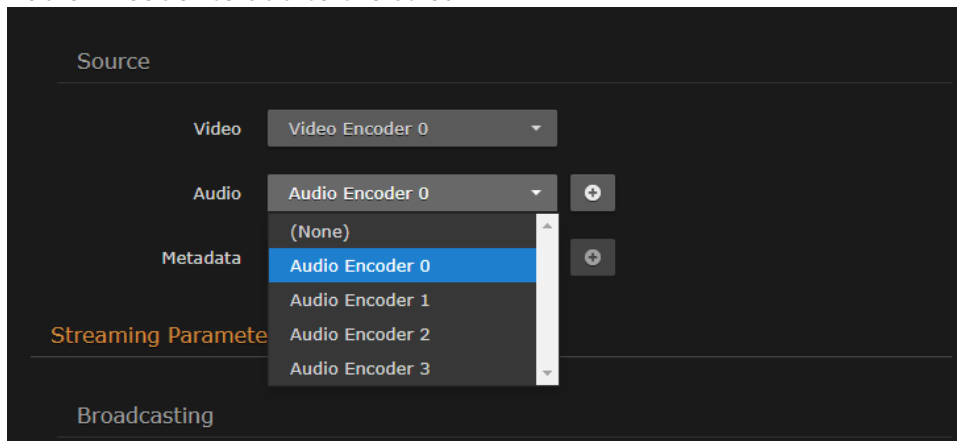 Source
Video Video Encoder 0
Audio Audio Encoder 0
(None)
Metadata Audio Encoder 0
Audio Encoder 1
Streaming Paramete Audio Encoder 2
Audio Encoder 3
Broadcasting